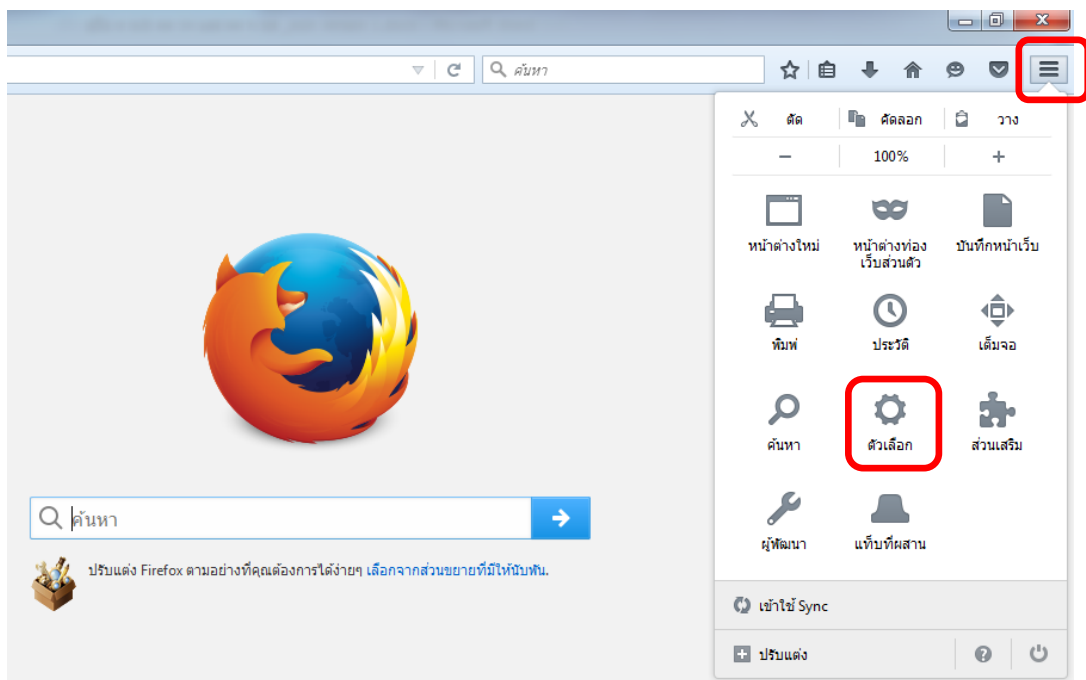 ค้นหา
ตัด
คัดลอก
วาง
−
100%
+
หน้าต่างใหม่
หน้าต่างท่อง
เว็บส่วนตัว
บันทึกหน้าเว็บ
พิมพ์
ประวัติ
เต็มจอ
ค้นหา
ตัวเลือก
ส่วนเสริม
ผู้พัฒนา
แท็บที่ผสาน
เข้าใช้ Sync
ปรับแต่ง
ค้นหา
ปรับแต่ง Firefox ตามอย่างที่คุณต้องการได้ง่ายๆ เลือกจากส่วนขยายที่มีให้นับพัน.